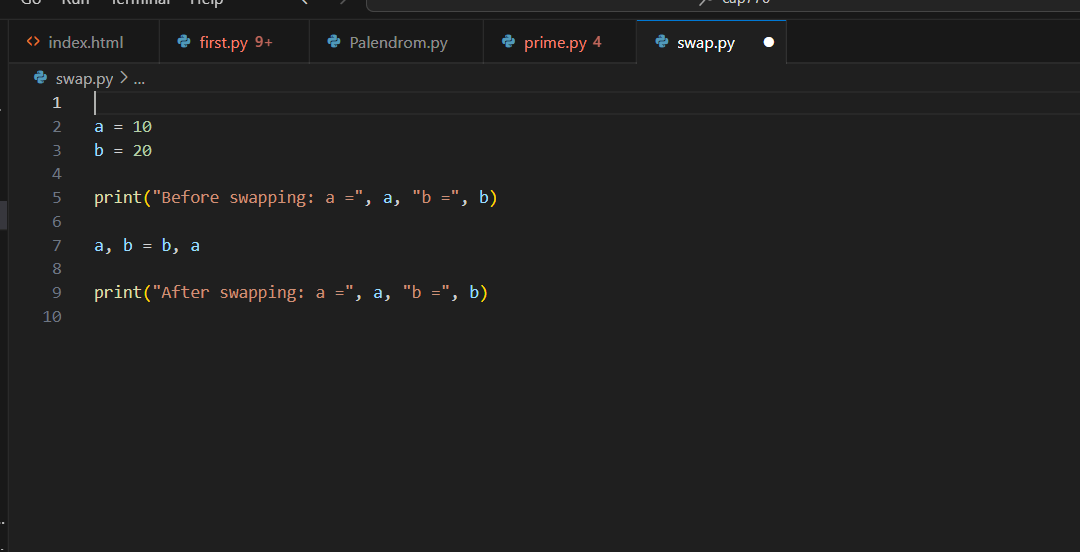 Go Run Terminal Help
index.html first.py 9+ Palendrom.py prime.py 4 swap.py
swap.py > ...
1
2 a = 10
3 b = 20
4
5 print("Before swapping: a =", a, "b =", b)
6
7 a, b = b, a
8
9 print("After swapping: a =", a, "b =", b)
10